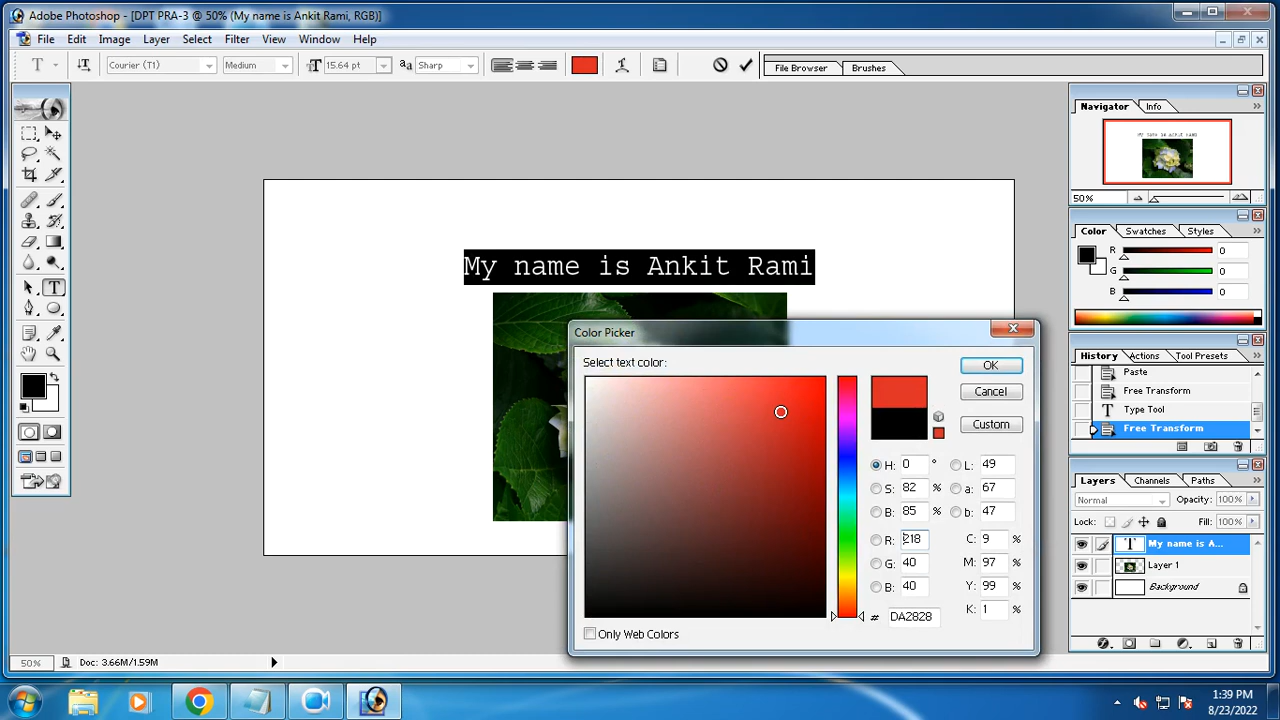 Adobe Photoshop - [DPT PRA-3 @ 50% (My name is Ankit Rami, RGB)]
File Edit Image Layer Select Filter View Window Help
T Courier (T1) Medium T 15.64 pt aa Sharp File Browser Brushes
Navigator Info
My name is Ankit Rami
50%
Color Swatches Styles
R 0
G 0
B 0
My name is Ankit Rami
History Actions Tool Presets
Paste
Free Transform
Type Tool
Free Transform
Color Picker
Select text color:
OK
Cancel
Custom
H: 0 ° L: 49
S: 82 % a: 67
B: 85 % b: 47
R: 218 C: 9 %
G: 40 M: 97 %
B: 40 Y: 99 %
# DA2828 K: 1 %
Only Web Colors
Layers Channels Paths
Normal Opacity: 100%
Lock: Fill: 100%
T My name is A...
Layer 1
Background
50% Doc: 3.66M/1.59M
1:39 PM
8/23/2022